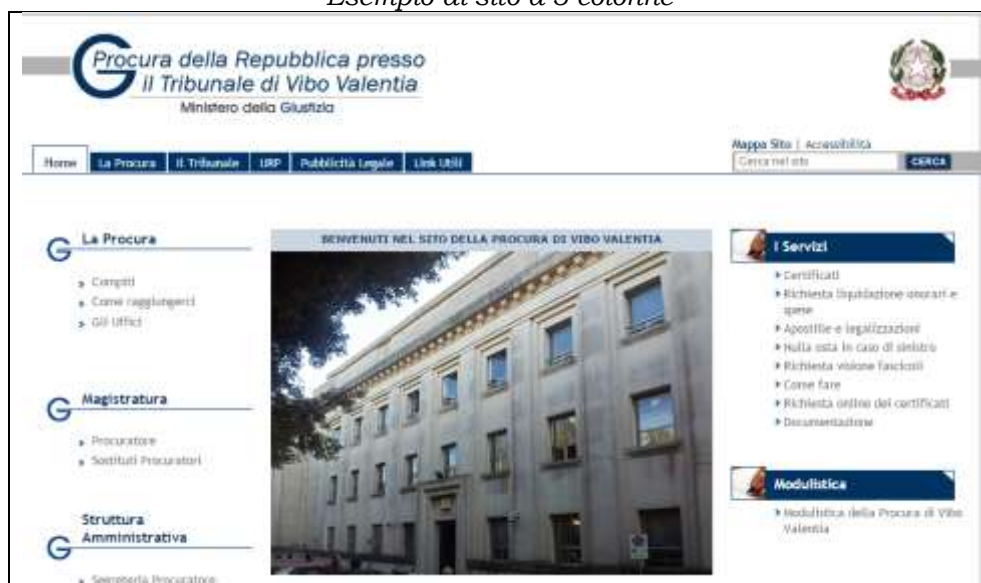 Esempio di sito a 3 colonne
Procura della Repubblica presso
il Tribunale di Vibo Valentia
Ministero della Giustizia
Mappa Sito | Accessibilità
Home La Procura Il Tribunale URP Pubblicità Legale Link Utili
Cerca nel sito CERCA
La Procura
Compiti
Come raggiungerci
Gli Uffici
Magistratura
Procuratore
Sostituti Procuratori
Struttura
Amministrativa
Segreteria Procuratore
BENVENUTI NEL SITO DELLA PROCURA DI VIBO VALENTIA
I Servizi
Certificati
Richiesta liquidazione onorari e
spese
Apostille e legalizzazioni
Nulla osta in caso di sinistro
Richiesta visione fascicoli
Come fare
Richiesta online dei certificati
Documentazione
Modulistica
Modulistica della Procura di Vibo
Valentia